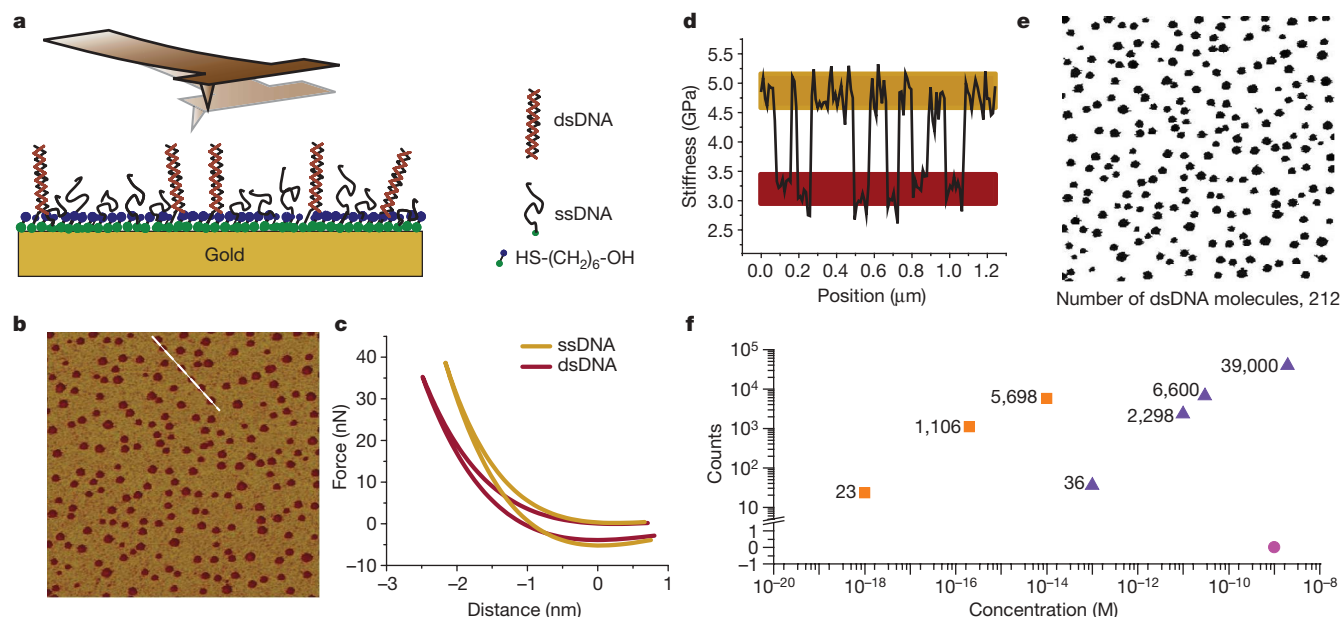 a
dsDNA
ssDNA
HS-(CH2)6-OH
Gold
b
c
ssDNA
dsDNA
Force (nN)
40
30
20
10
0
–10
–3 –2 –1 0 1
Distance (nm)
d
Stiffness (GPa)
5.5
5.0
4.5
4.0
3.5
3.0
2.5
0.0 0.2 0.4 0.6 0.8 1.0 1.2
Position (μm)
e
Number of dsDNA molecules, 212
f
Counts
10^5
10^4
10^3
10^2
10
1
0
–1
23
1,106
5,698
36
2,298
6,600
39,000
10^–20 10^–18 10^–16 10^–14 10^–12 10^–10 10^–8
Concentration (M)